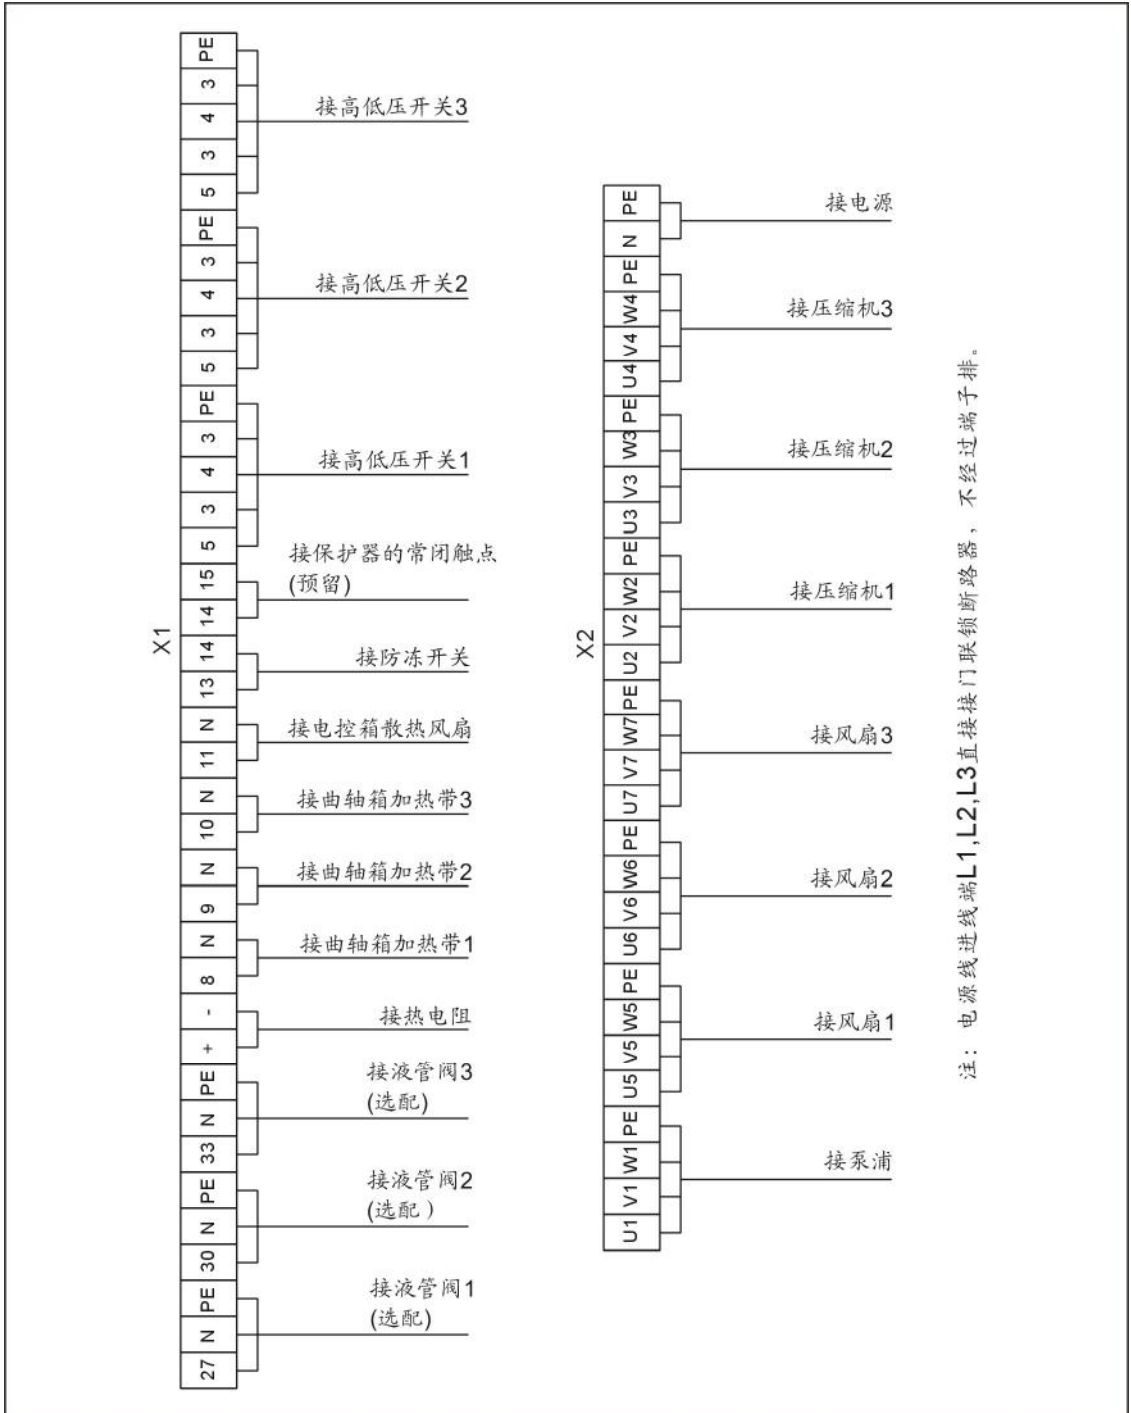 X1
PE
3
4
3
5
接高低压开关3
PE
3
4
3
5
接高低压开关2
PE
3
4
3
5
接高低压开关1
15
14
接保护器的常闭触点
(预留)
14
13
接防冻开关
N
11
接电控箱散热风扇
N
10
接曲轴箱加热带3
N
9
接曲轴箱加热带2
N
8
接曲轴箱加热带1
-
+
接热电阻
PE
N
33
接液管阀3
(选配)
PE
N
30
接液管阀2
(选配)
PE
N
27
接液管阀1
(选配)
X2
PE
N
接电源
PE
W4
V4
U4
接压缩机3
PE
W3
V3
U3
接压缩机2
PE
W2
V2
U2
接压缩机1
PE
W7
V7
U7
接风扇3
PE
W6
V6
U6
接风扇2
PE
W5
V5
U5
接风扇1
PE
W1
V1
U1
接泵浦
注：电源线进线端L1,L2,L3直接接门联锁断路器，不经过端子排。